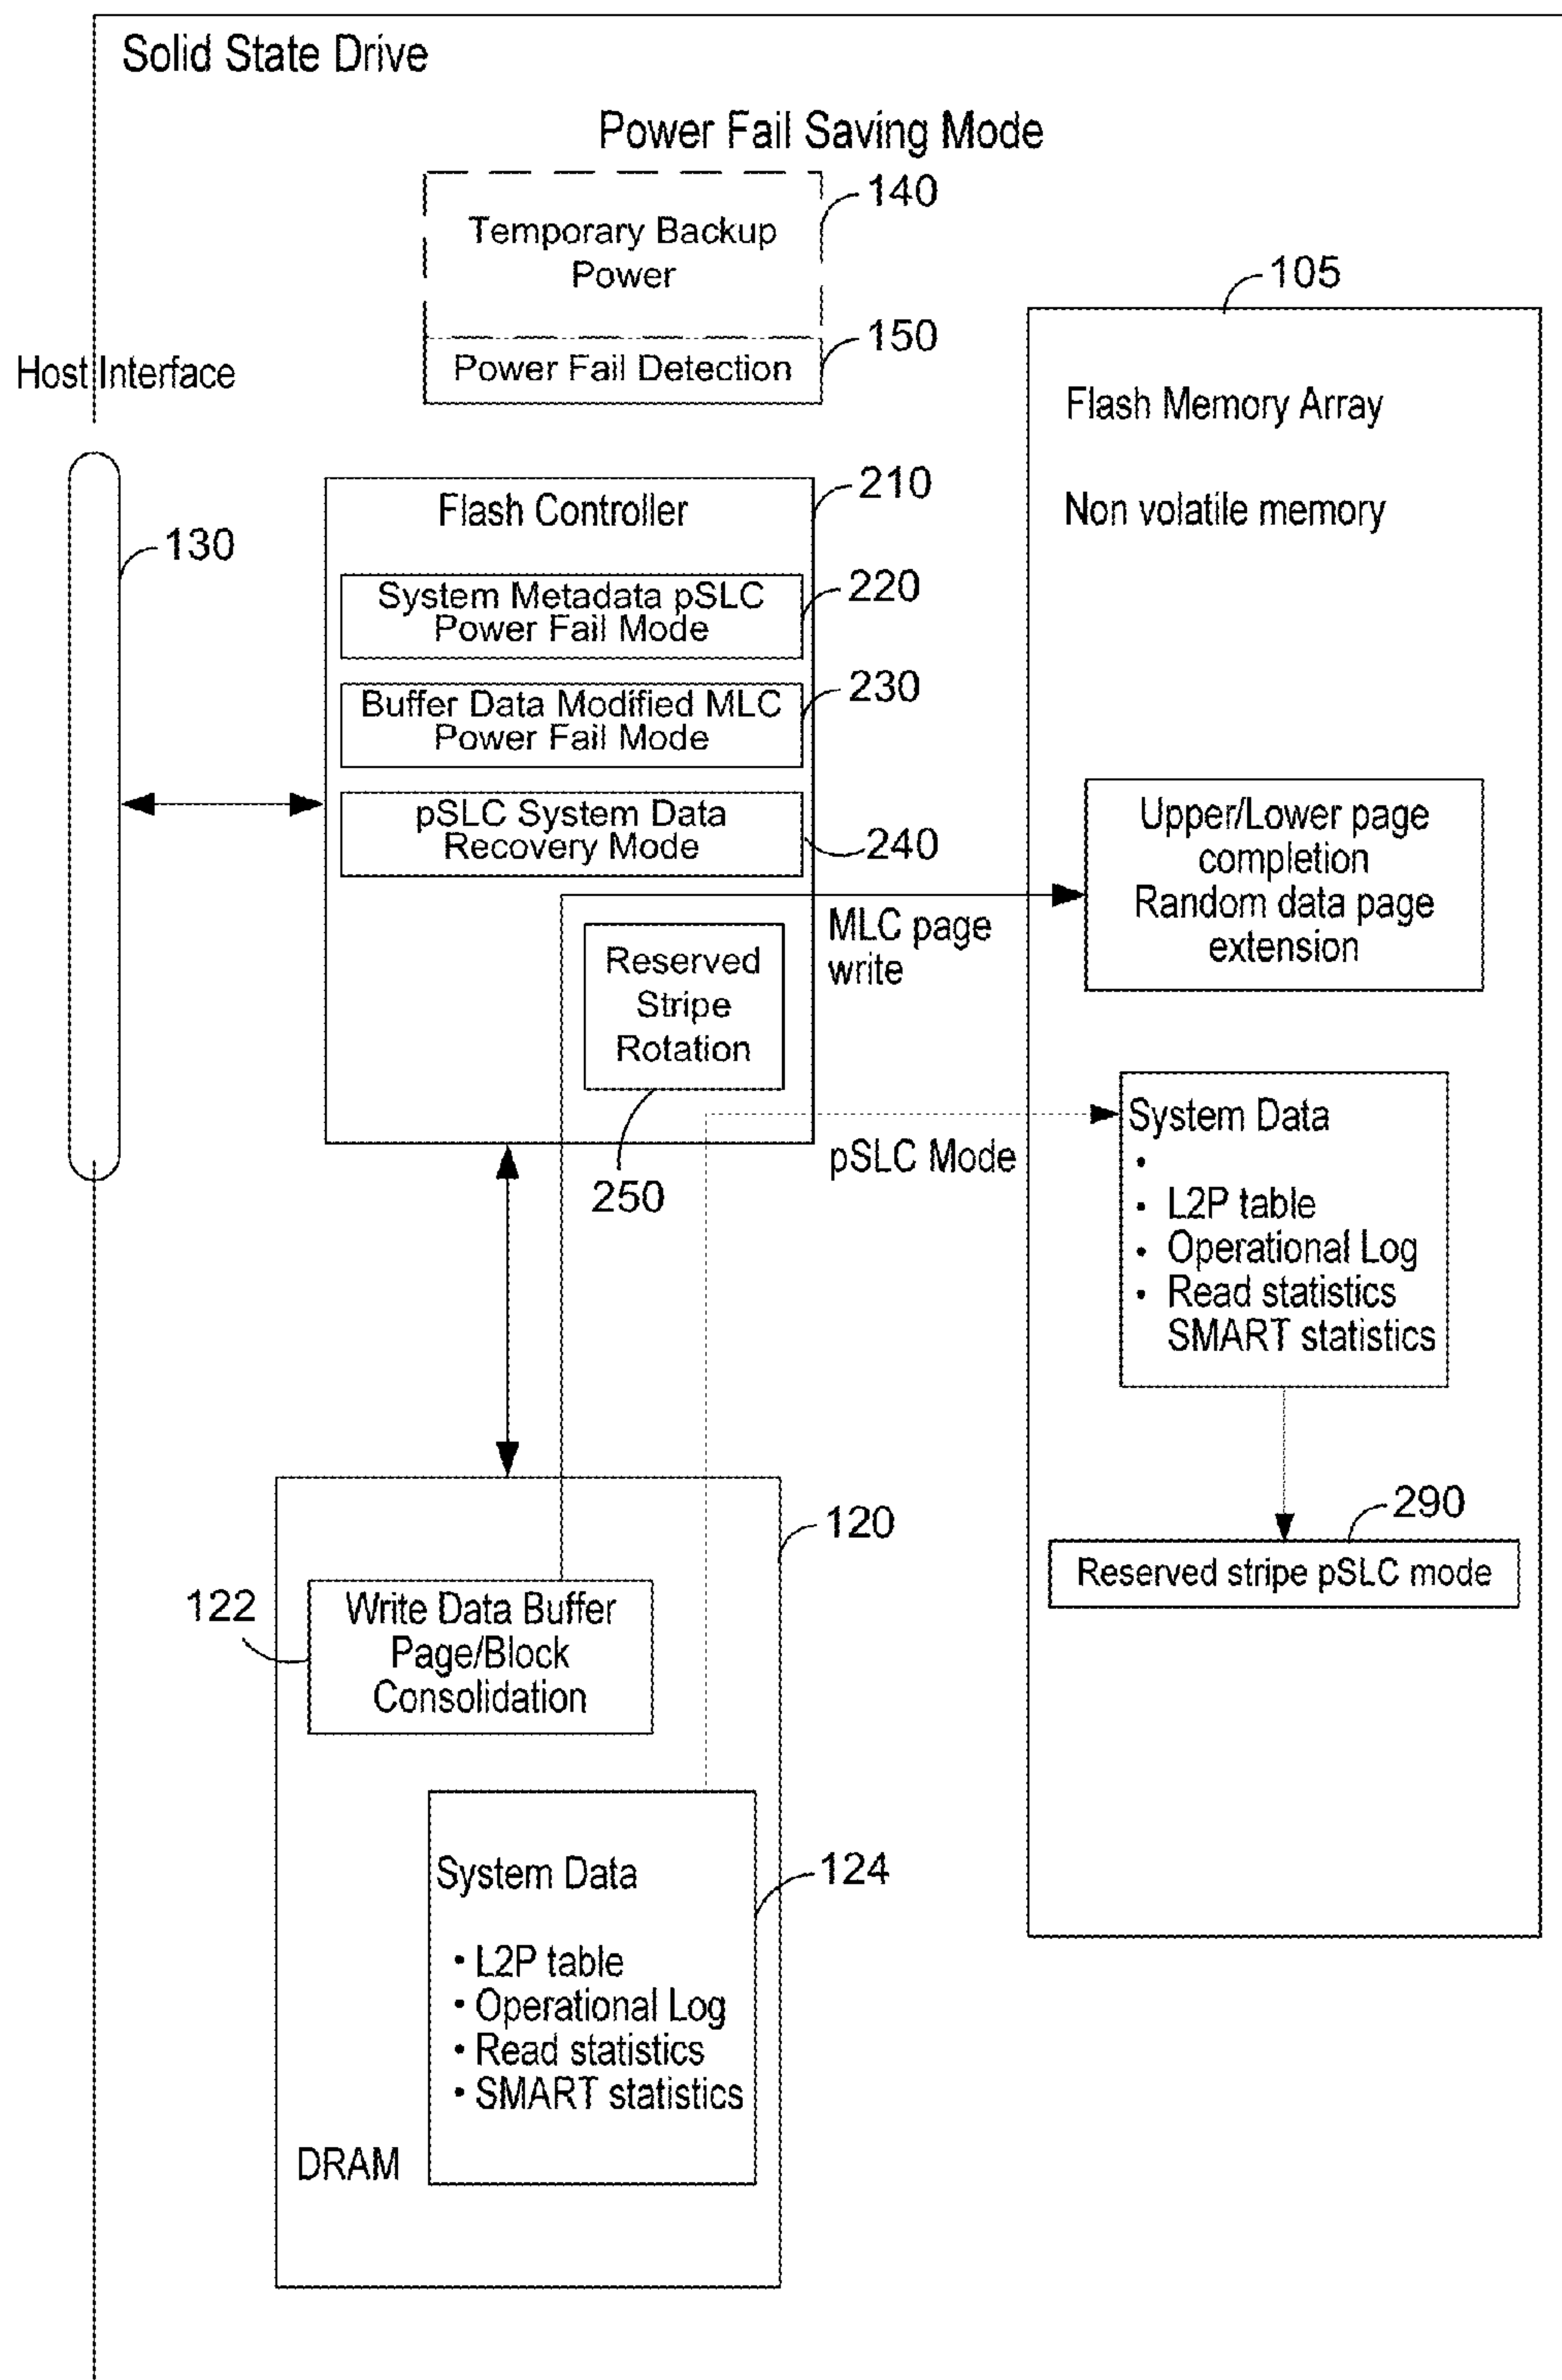 Solid State Drive
Power Fail Saving Mode
140
Temporary Backup
Power
150
Power Fail Detection
Host Interface
130
210
Flash Controller
220
System Metadata pSLC
Power Fail Mode
230
Buffer Data Modified MLC
Power Fail Mode
pSLC System Data
Recovery Mode
240
Reserved
Stripe
Rotation
250
MLC page
write
pSLC Mode
105
Flash Memory Array
Non volatile memory
Upper/Lower page
completion
Random data page
extension
System Data
•
• L2P table
• Operational Log
• Read statistics
SMART statistics
290
Reserved stripe pSLC mode
120
122
Write Data Buffer
Page/Block
Consolidation
124
System Data
• L2P table
• Operational Log
• Read statistics
• SMART statistics
DRAM